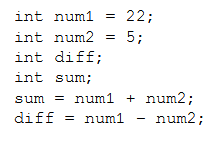 int num1 = 22;
int num2 = 5;
int diff;
int sum;
sum = num1 + num2;
diff = num1 - num2;